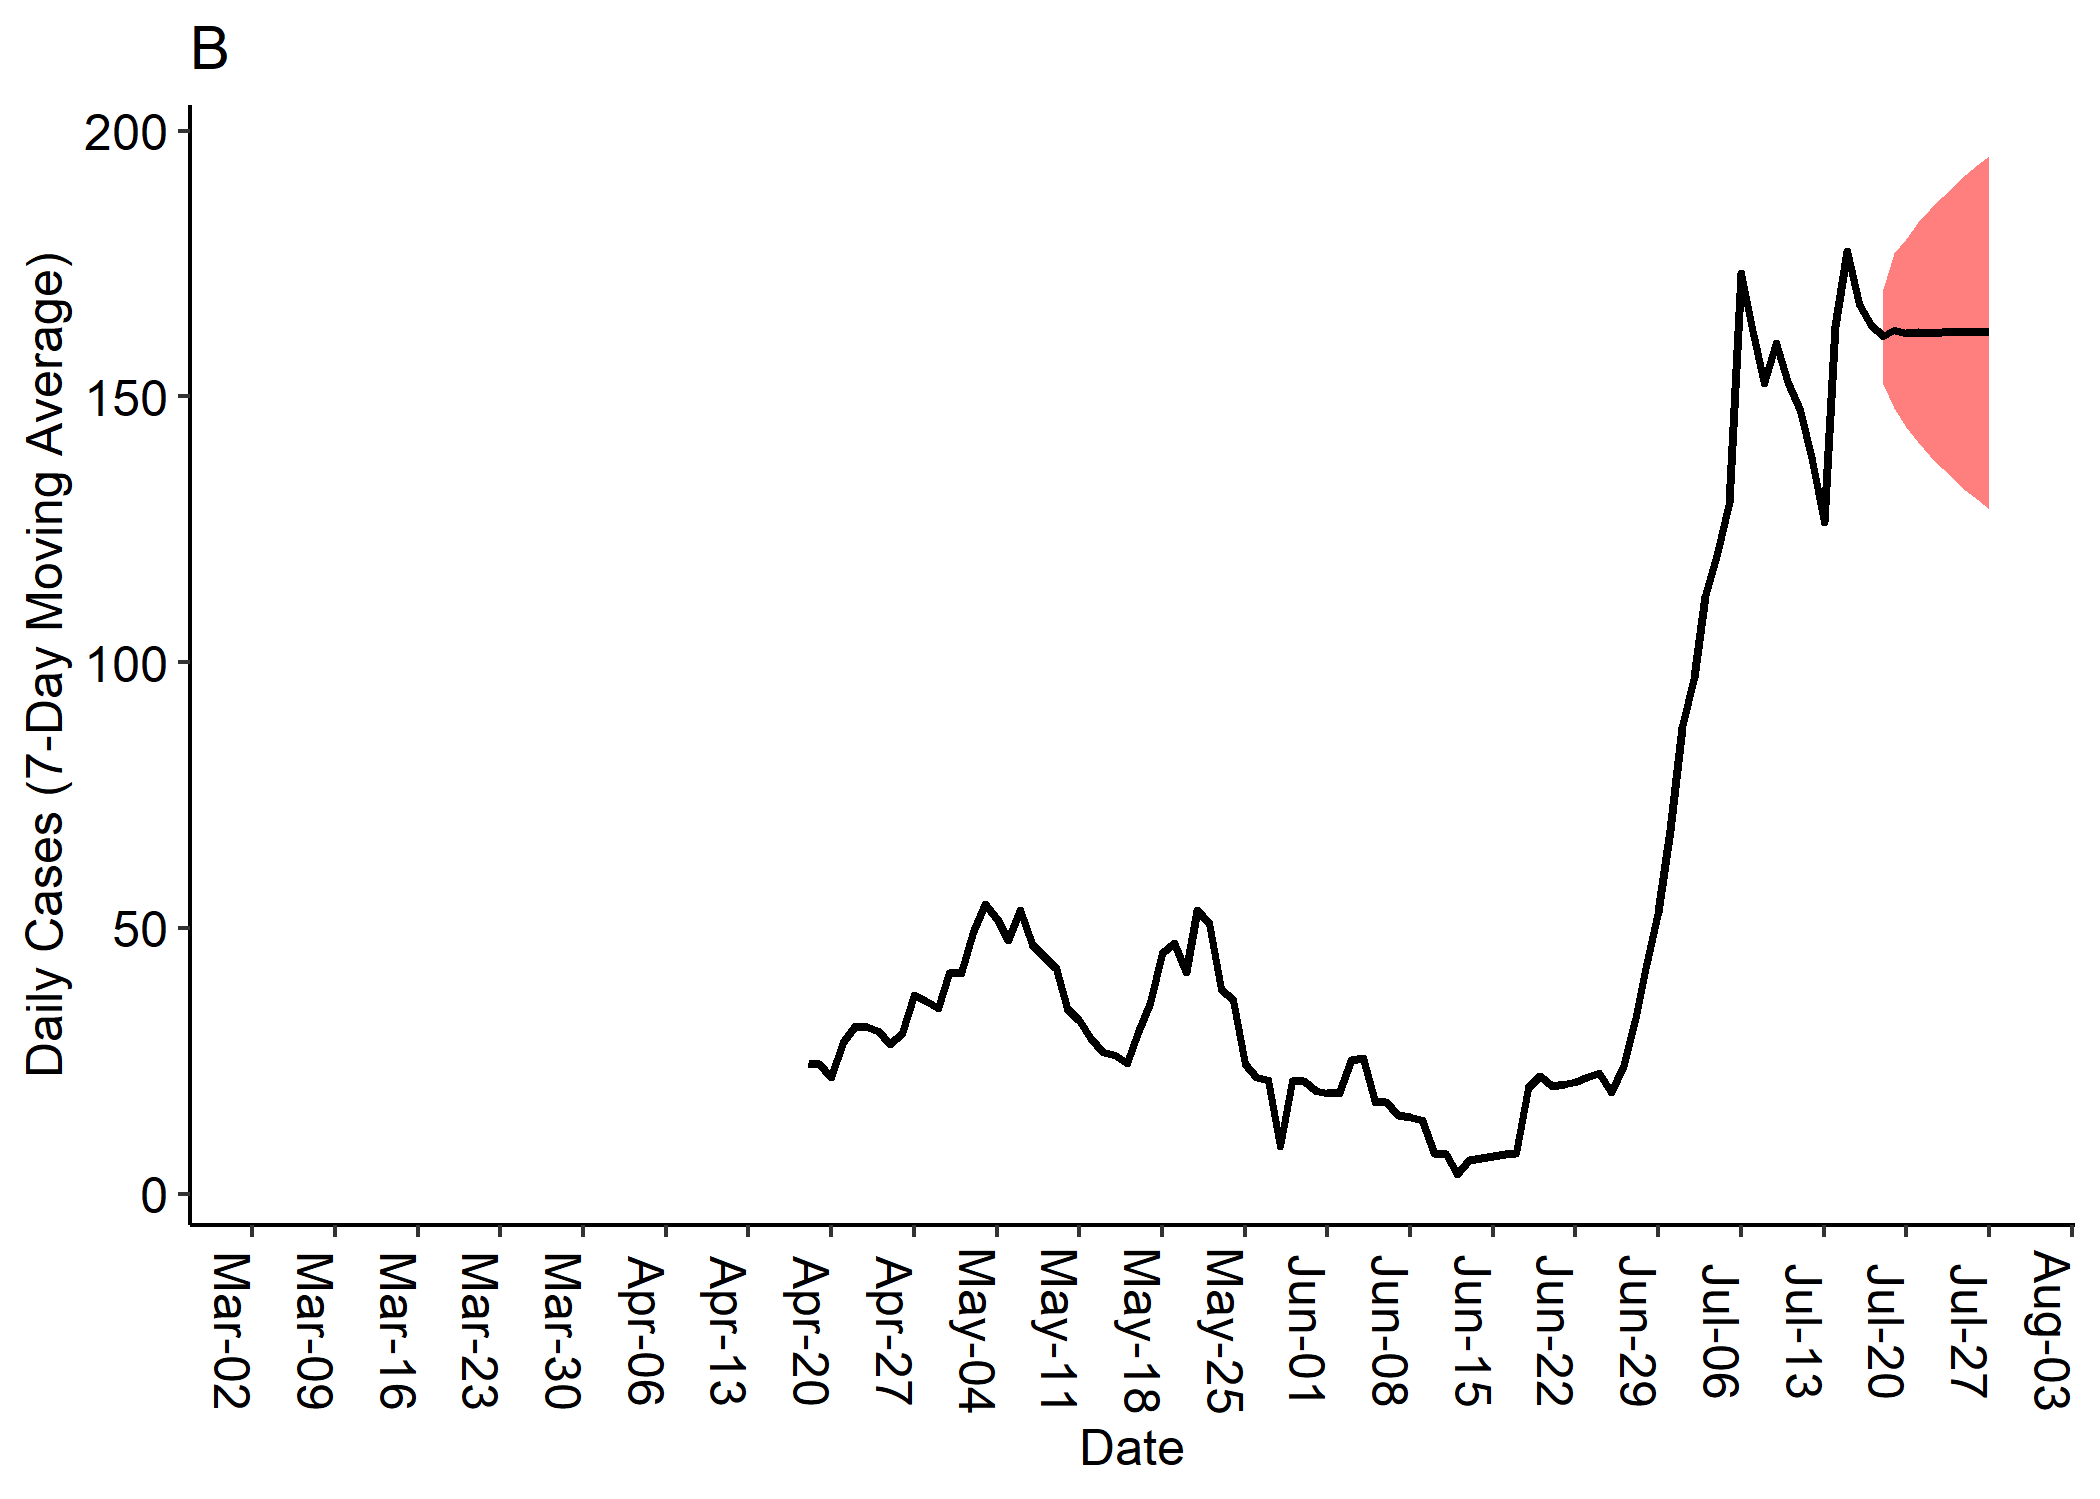 B
Daily Cases (7-Day Moving Average)
200
150
100
50
0
Mar-02
Mar-09
Mar-16
Mar-23
Mar-30
Apr-06
Apr-13
Apr-20
Apr-27
May-04
May-11
May-18
May-25
Jun-01
Jun-08
Jun-15
Jun-22
Jun-29
Jul-06
Jul-13
Jul-20
Jul-27
Aug-03
Date